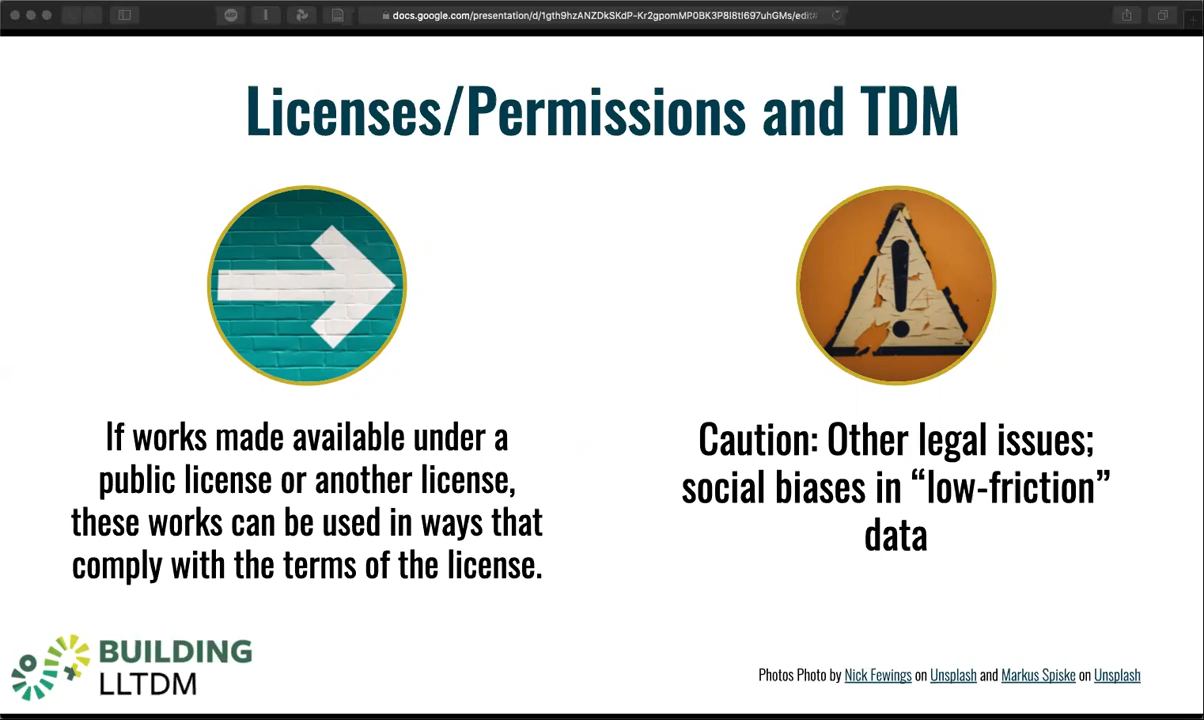 docs.google.com/presentation/d/1gth9hzANZDkSKdP-Kr2gpomMP0BK3P8I8tI697uhGMs/edit#
Licenses/Permissions and TDM
If works made available under a
public license or another license,
these works can be used in ways that
comply with the terms of the license.
Caution: Other legal issues;
social biases in “low-friction”
data
BUILDING
LLTDM
Photos Photo by Nick Fewings on Unsplash and Markus Spiske on Unsplash